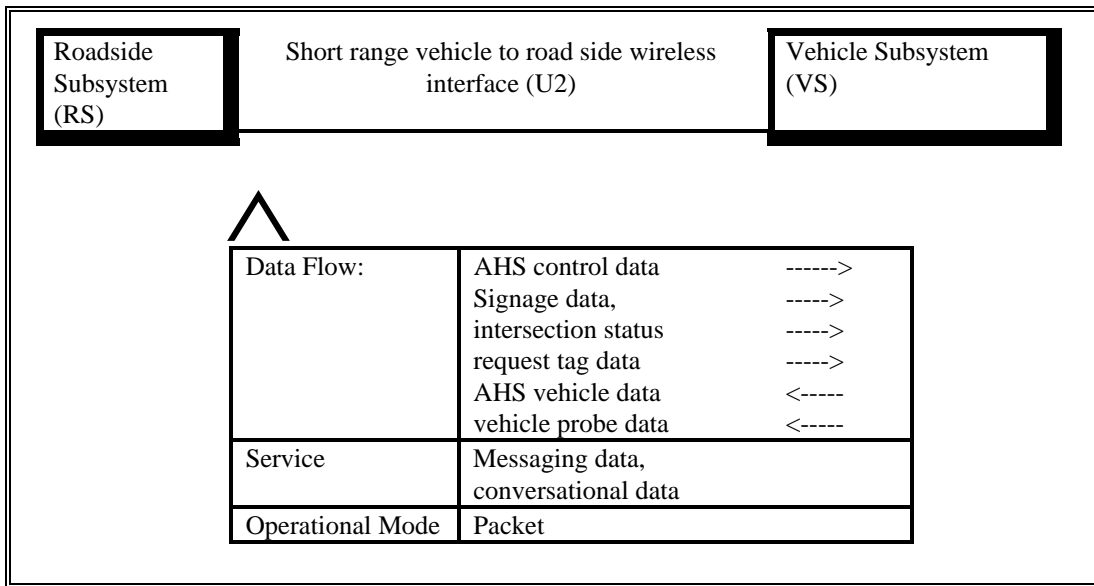 Roadside
Subsystem
(RS)
Short range vehicle to road side wireless
interface (U2)
Vehicle Subsystem
(VS)
Data Flow:
AHS control data ------>
Signage data, ----->
intersection status ----->
request tag data ----->
AHS vehicle data <-----
vehicle probe data <-----
Service
Messaging data,
conversational data
Operational Mode
Packet